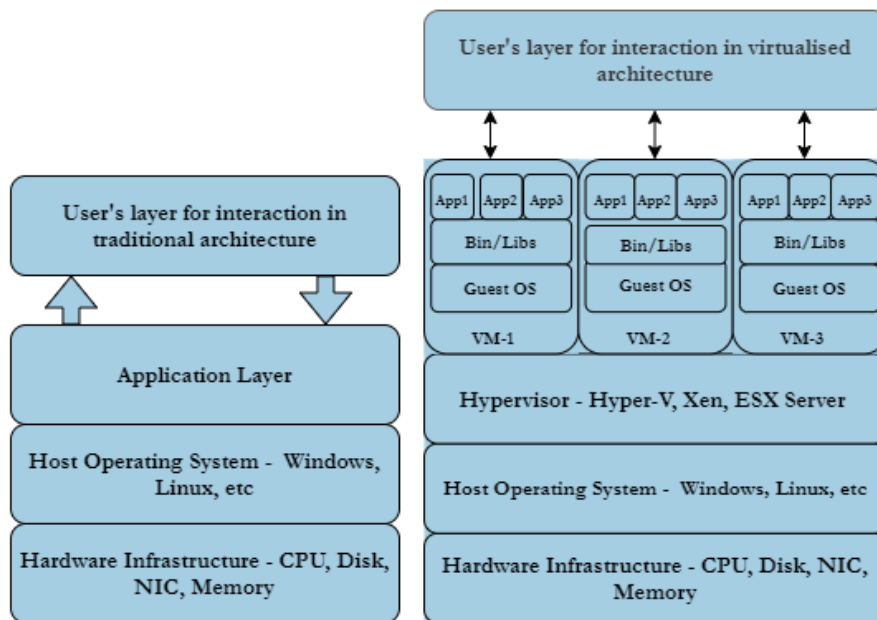 User's layer for interaction in
traditional architecture
Application Layer
Host Operating System -  Windows,
Linux, etc
Hardware Infrastructure - CPU, Disk,
NIC, Memory
User's layer for interaction in virtualised
architecture
App1 App2 App3
Bin/Libs
Guest OS
VM-1
App1 App2 App3
Bin/Libs
Guest OS
VM-2
App1 App2 App3
Bin/Libs
Guest OS
VM-3
Hypervisor - Hyper-V, Xen, ESX Server
Host Operating System -  Windows, Linux, etc
Hardware Infrastructure - CPU, Disk, NIC,
Memory